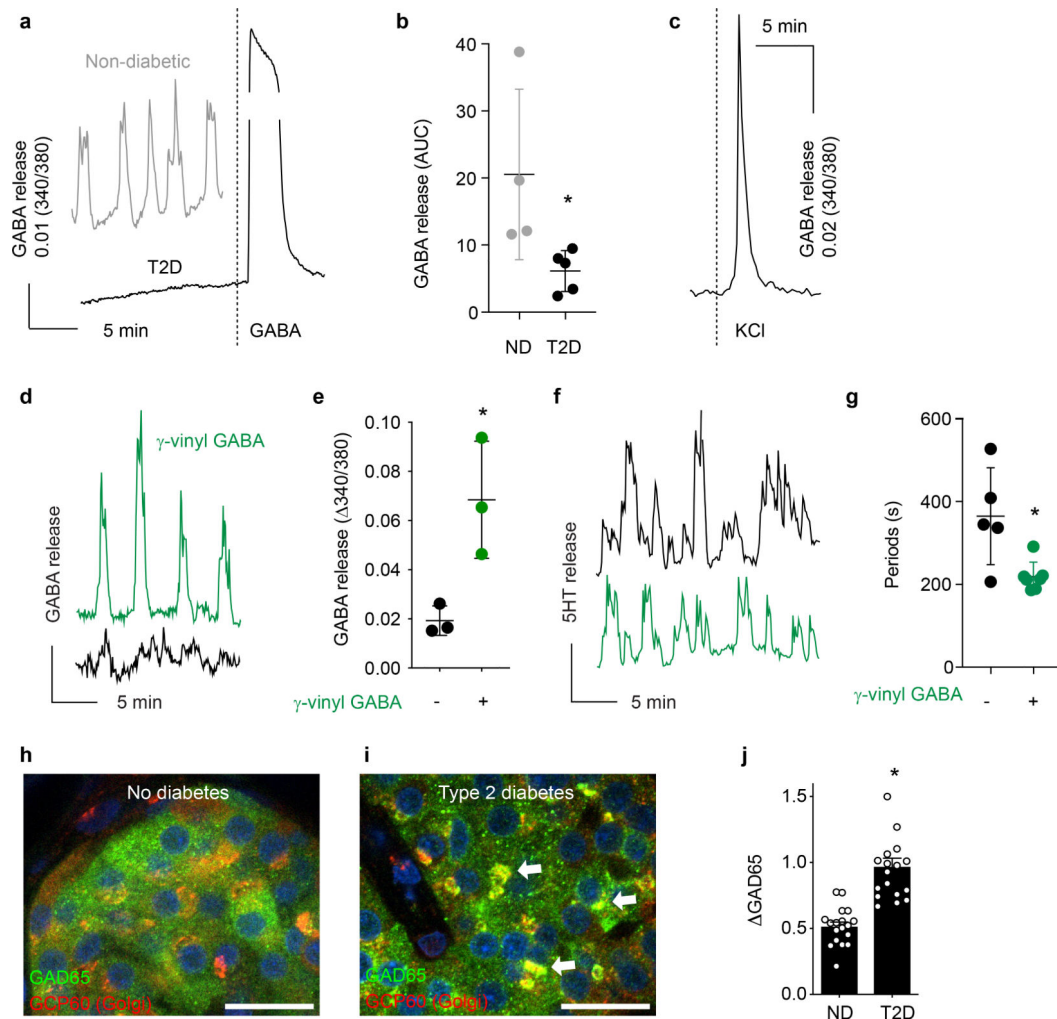 a
Non-diabetic
GABA release
0.01 (340/380)
T2D
5 min
GABA
b
GABA release (AUC)
40
30
20
10
0
*
ND T2D
c
5 min
GABA release
0.02 (340/380)
KCl
d
γ-vinyl GABA
GABA release
5 min
e
GABA release (Δ340/380)
0.10
0.08
0.06
0.04
0.02
0.00
*
γ-vinyl GABA - +
f
5HT release
5 min
g
Periods (s)
600
400
200
0
*
γ-vinyl GABA - +
h
No diabetes
GAD65
GCP60 (Golgi)
i
Type 2 diabetes
GAD65
GCP60 (Golgi)
j
ΔGAD65
1.5
1.0
0.5
0.0
*
ND T2D